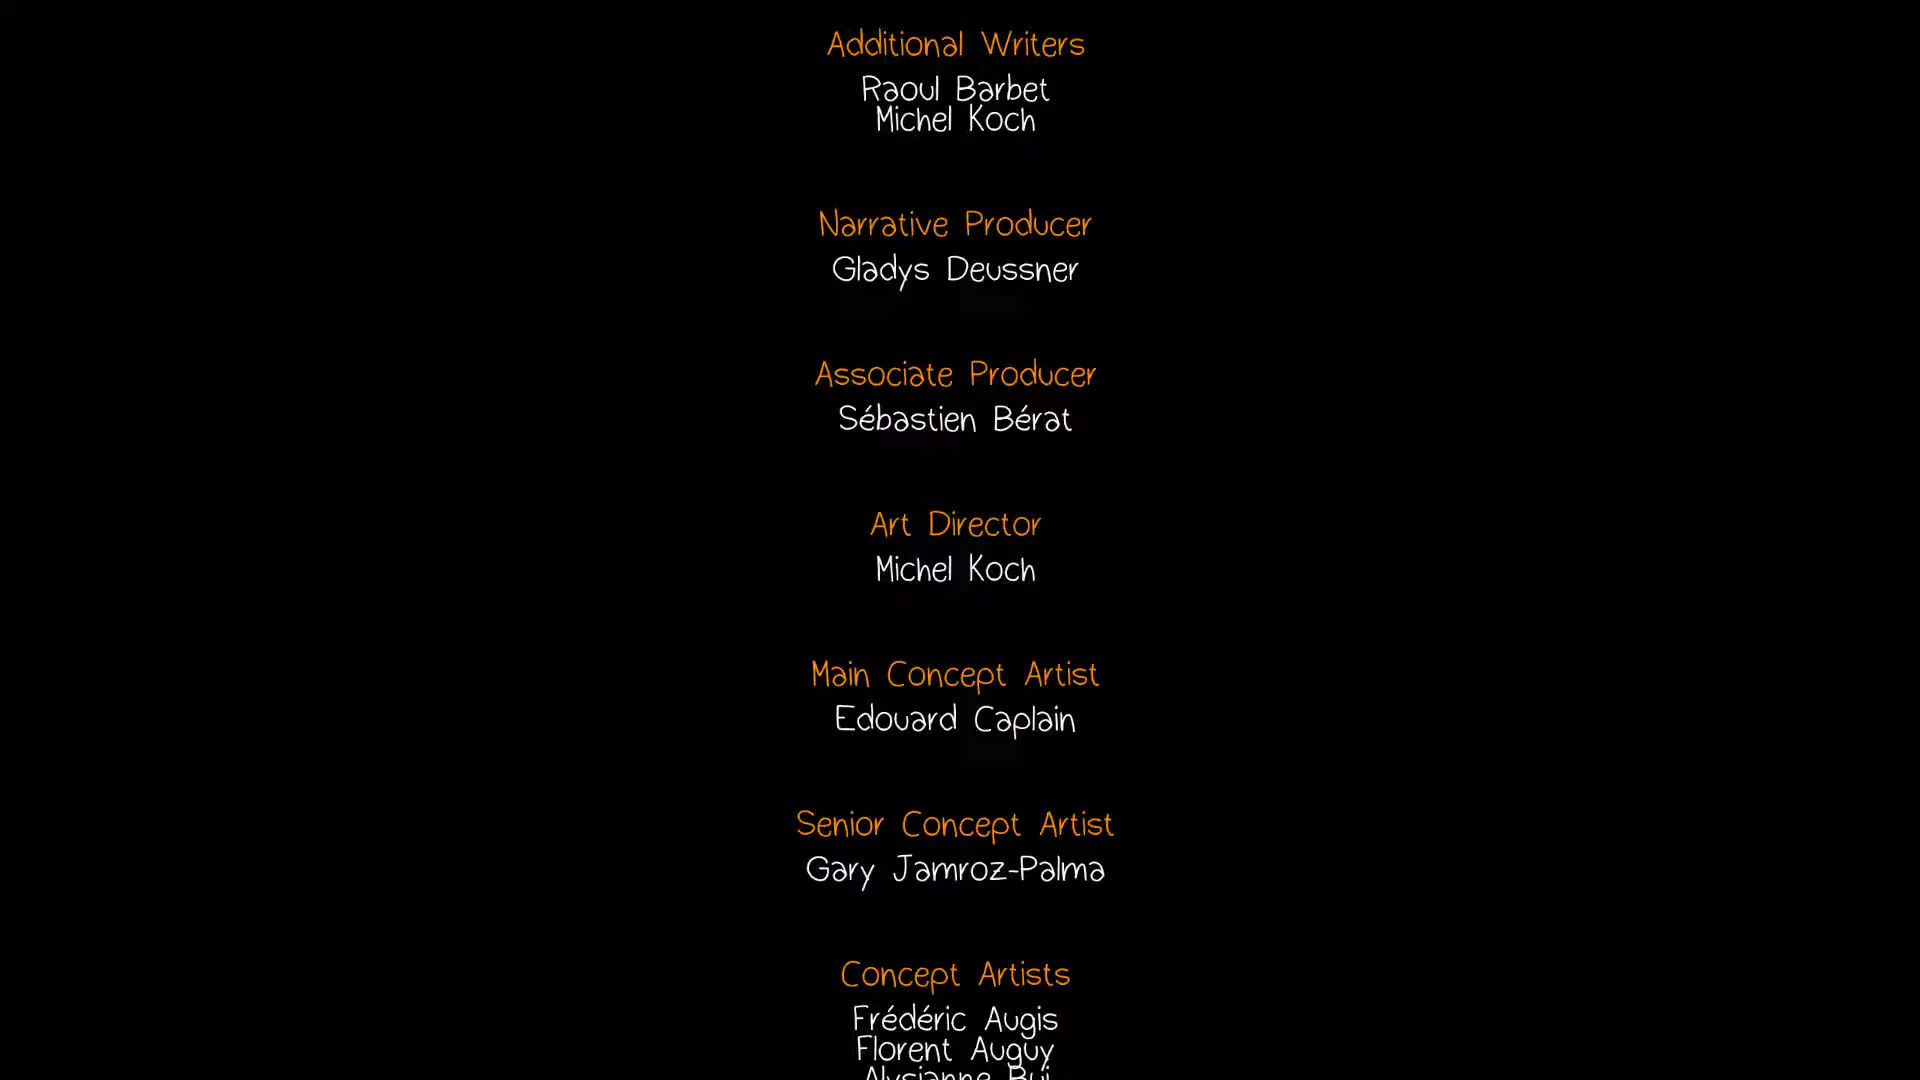 Additional Writers
Raoul Barbet
Michel Koch
Narrative Producer
Gladys Deussner
Associate Producer
Sébastien Bérat
Art Director
Michel Koch
Main Concept Artist
Edouard Caplain
Senior Concept Artist
Gary Jamroz-Palma
Concept Artists
Frédéric Augis
Florent Auguy